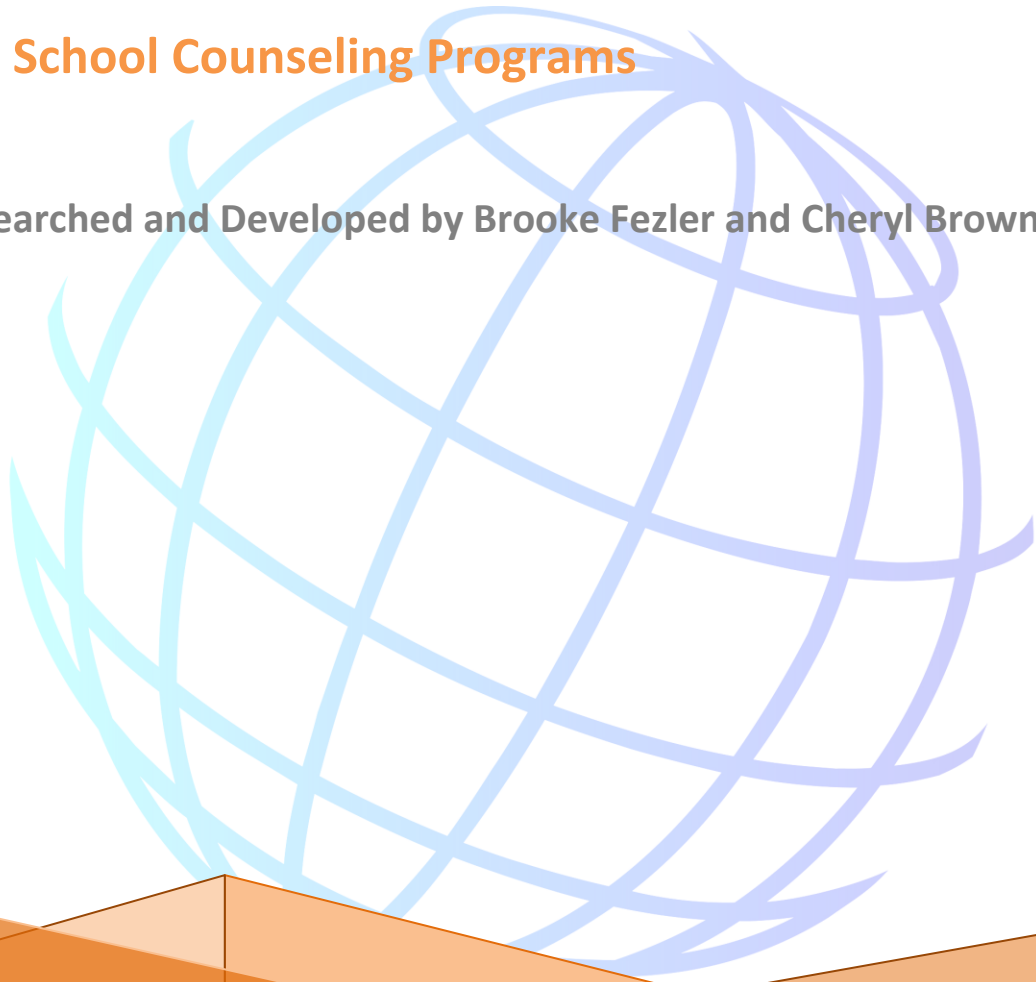 School Counseling Programs
earched and Developed by Brooke Fezler and Cheryl Brown